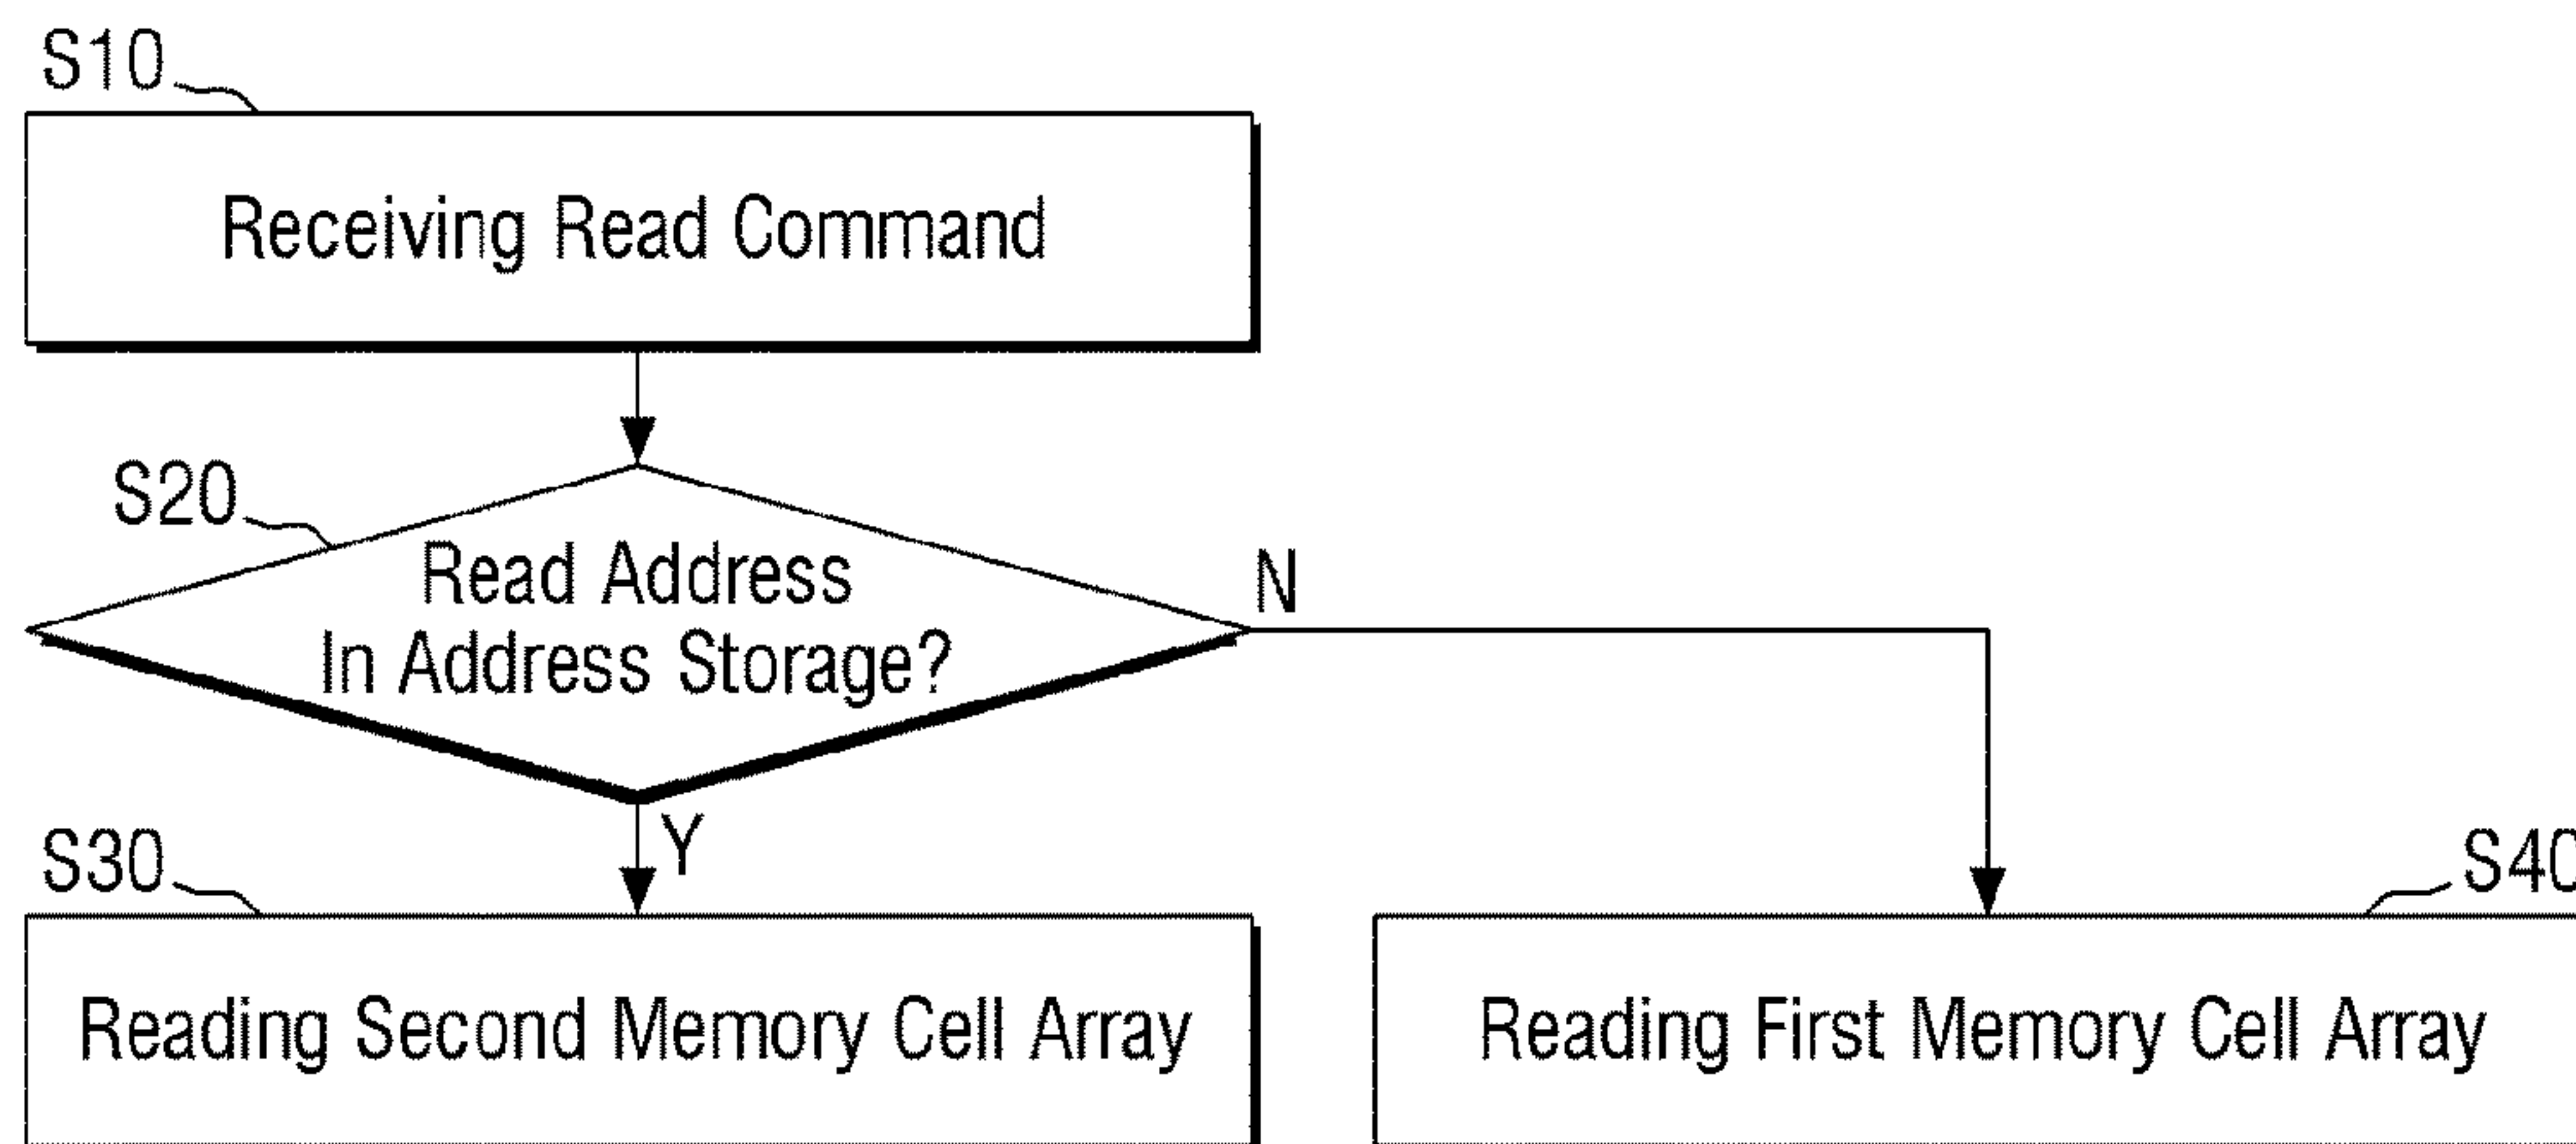 S10
Receiving Read Command
S20
Read Address
In Address Storage?
N
Y
S30
Reading Second Memory Cell Array
S40
Reading First Memory Cell Array